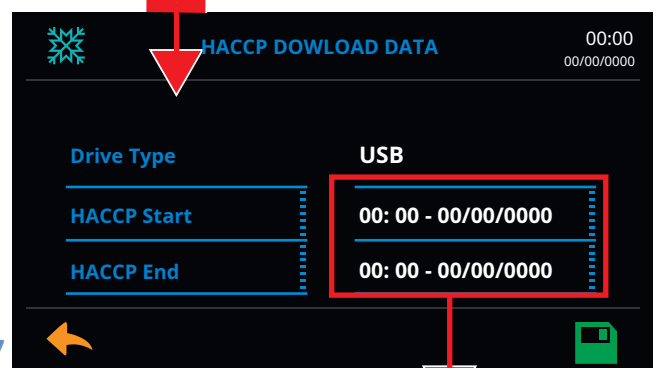 HACCP DOWLOAD DATA
00:00
00/00/0000
Drive Type USB
HACCP Start 00: 00 - 00/00/0000
HACCP End 00: 00 - 00/00/0000